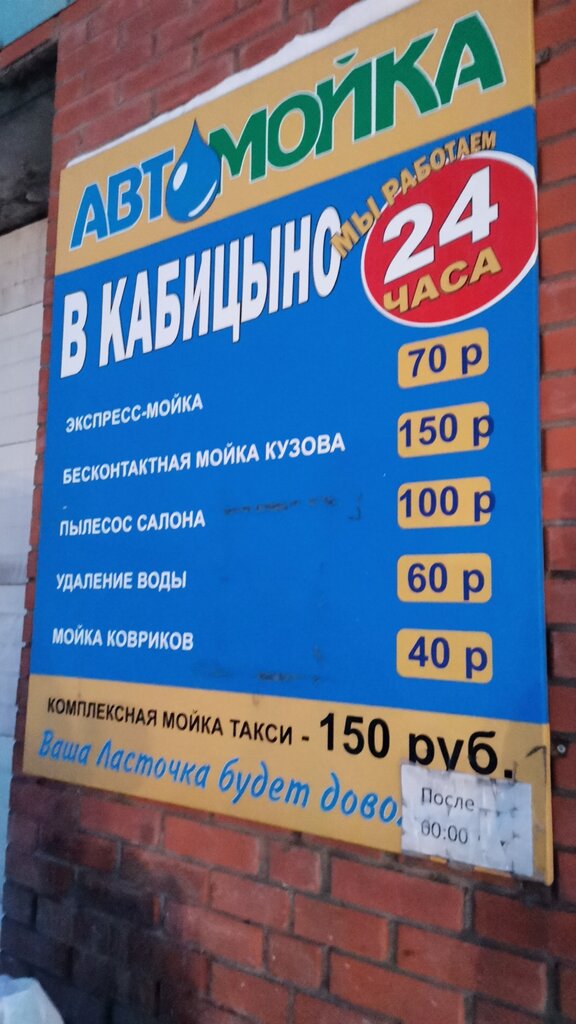 АВТОМОЙКА
В КАБИЦЫНО
МЫ РАБОТАЕМ
24
ЧАСА
ЭКСПРЕСС-МОЙКА 70 р
БЕСКОНТАКТНАЯ МОЙКА КУЗОВА 150 р
ПЫЛЕСОС САЛОНА 100 р
УДАЛЕНИЕ ВОДЫ 60 р
МОЙКА КОВРИКОВ 40 р
КОМПЛЕКСНАЯ МОЙКА ТАКСИ - 150 руб.
Ваша Ласточка будет
После
00:00